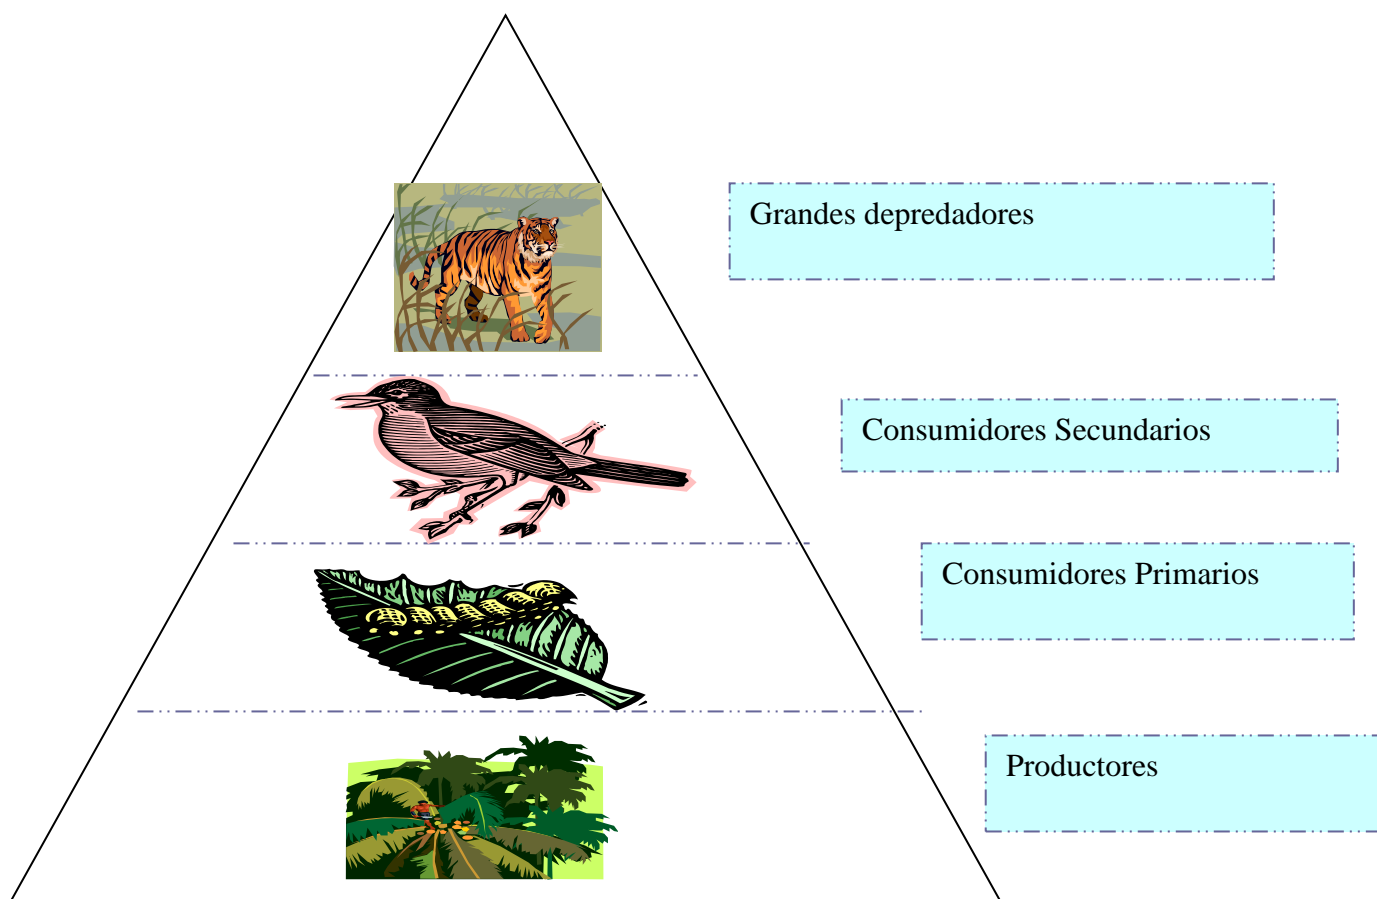 Grandes depredadores
Consumidores Secundarios
Consumidores Primarios
Productores